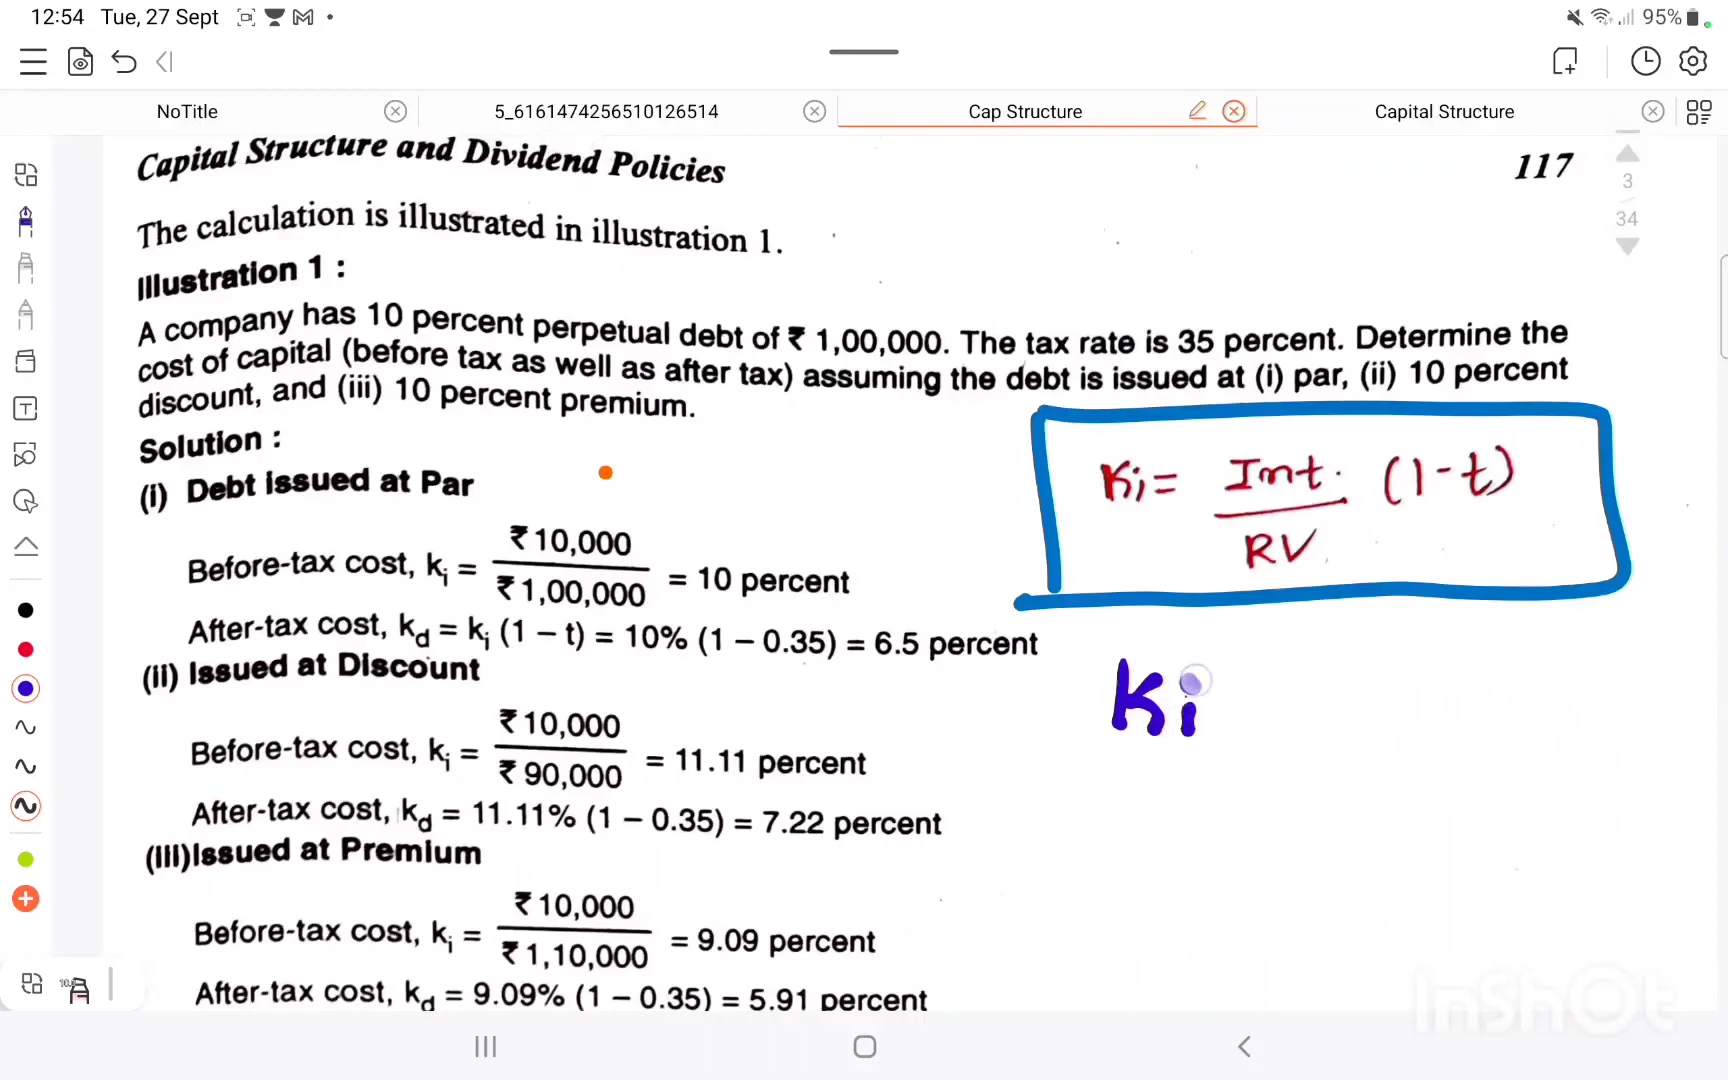 12:54 Tue, 27 Sept
95%
NoTitle
5_6161474256510126514
Cap Structure
Capital Structure
Capital Structure and Dividend Policies
117
3
34
The calculation is illustrated in illustration 1.
Illustration 1 :
A company has 10 percent perpetual debt of ₹ 1,00,000. The tax rate is 35 percent. Determine the
cost of capital (before tax as well as after tax) assuming the debt is issued at (i) par, (ii) 10 percent
discount, and (iii) 10 percent premium.
Solution :
Ki = Int. (1-t)
RV
(i) Debt issued at Par
₹ 10,000
Before-tax cost, ki = = 10 percent
₹ 1,00,000
After-tax cost, kd = ki (1 – t) = 10% (1 – 0.35) = 6.5 percent
Ki
(ii) Issued at Discount
₹ 10,000
Before-tax cost, ki = = 11.11 percent
₹ 90,000
After-tax cost, kd = 11.11% (1 – 0.35) = 7.22 percent
(iii) Issued at Premium
₹ 10,000
Before-tax cost, ki = = 9.09 percent
₹ 1,10,000
After-tax cost, kd = 9.09% (1 – 0.35) = 5.91 percent
InShOt